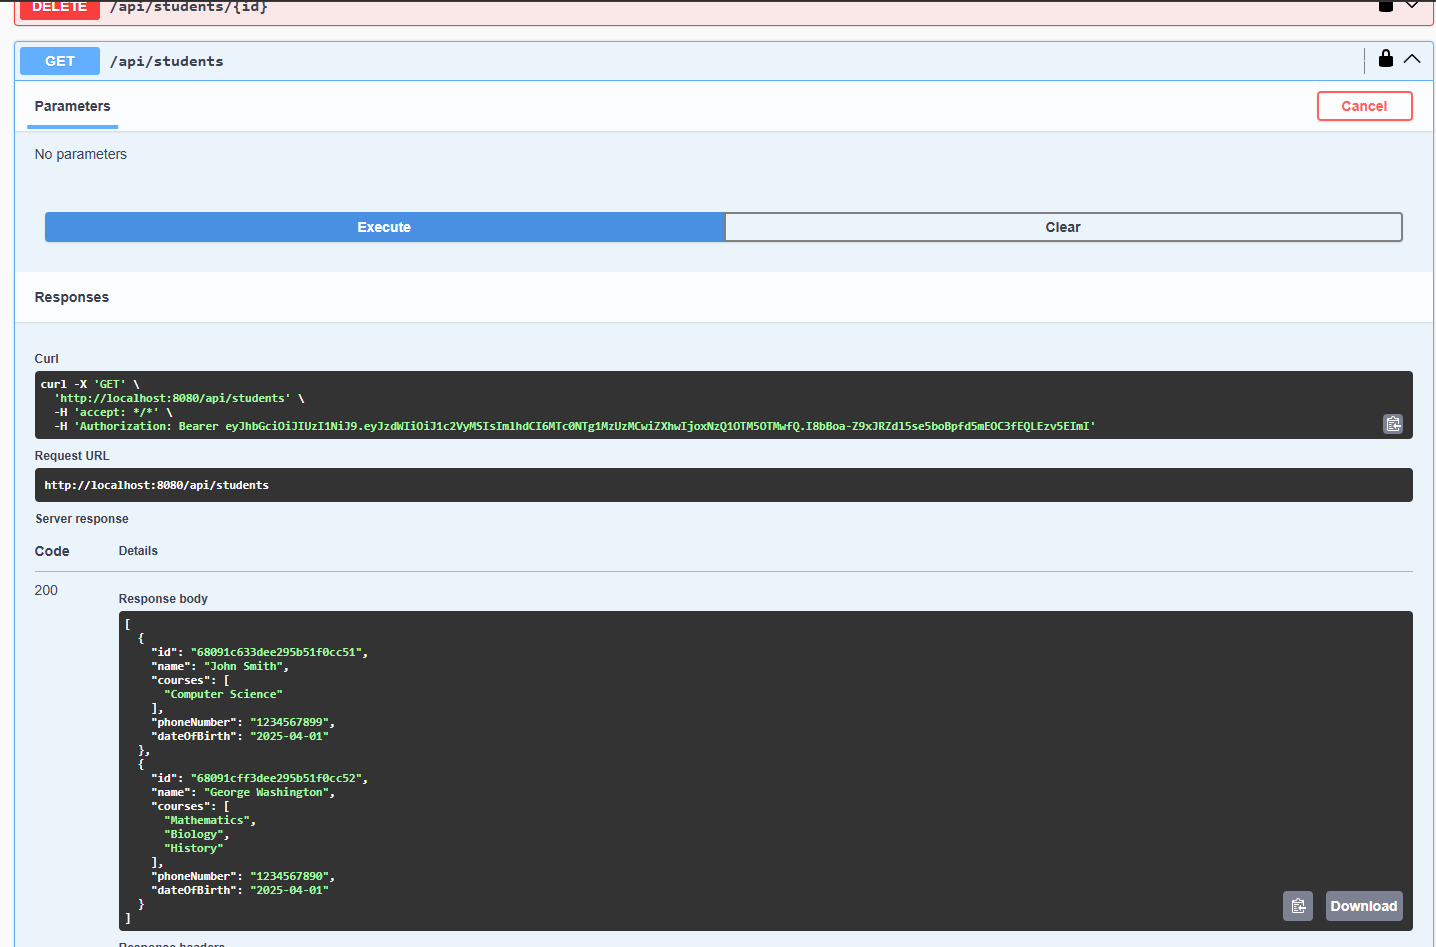 DELETE /api/students/{id}
GET /api/students
Parameters
Cancel
No parameters
Execute
Clear
Responses
Curl
curl -X 'GET' \
  'http://localhost:8080/api/students' \
  -H 'accept: */*' \
  -H 'Authorization: Bearer eyJhbGciOiJIUzI1NiJ9.eyJzdWIiOiJ1c2VyMSIsImlhdCI6MTc0NTg1MzUzMCwiZXhwIjoxNzQ1OTM5OTMwfQ.I8bBoa-Z9xJRZdl5se5boBpfd5mEOC3fEQLEzv5EImI'
Request URL
http://localhost:8080/api/students
Server response
Code
Details
200
Response body
[
  {
    "id": "68091c633dee295b51f0cc51",
    "name": "John Smith",
    "courses": [
      "Computer Science"
    ],
    "phoneNumber": "1234567899",
    "dateOfBirth": "2025-04-01"
  },
  {
    "id": "68091cff3dee295b51f0cc52",
    "name": "George Washington",
    "courses": [
      "Mathematics",
      "Biology",
      "History"
    ],
    "phoneNumber": "1234567890",
    "dateOfBirth": "2025-04-01"
  }
]
Download
Response headers